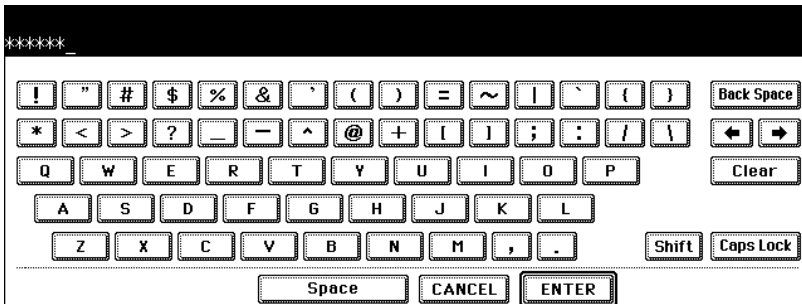 ******_
! " # $ % & ' ( ) = ~ | ` { } Back Space
* < > ? _ - ^ @ + [ ] ; : / \ ← →
Q W E R T Y U I O P Clear
A S D F G H J K L
Z X C V B N M , . Shift Caps Lock
Space CANCEL ENTER